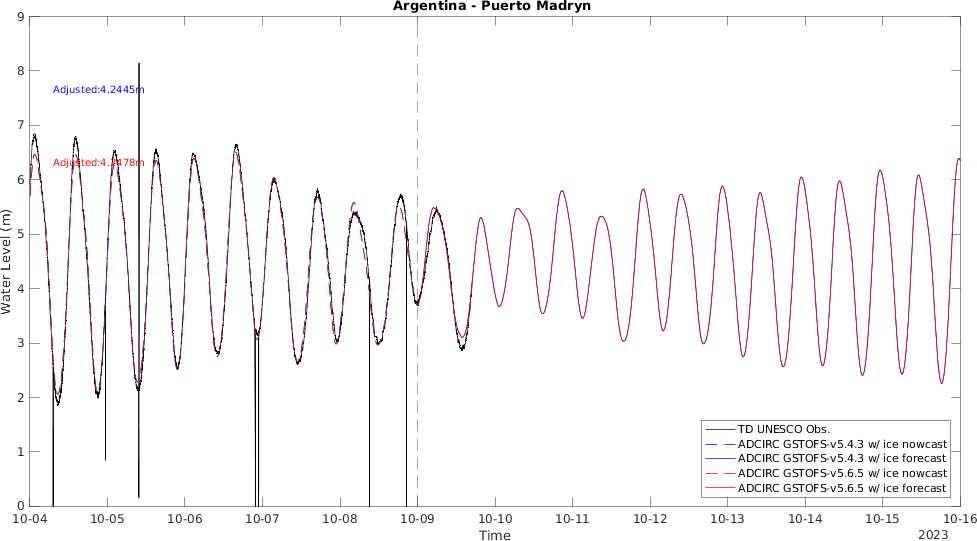 Argentina - Puerto Madryn
9
8
7
6
5
4
3
2
1
0
Water Level (m)
Adjusted:4.2445m
Adjusted:4.2478m
TD UNESCO Obs.
ADCIRC GSTOFS-v5.4.3 w/ ice nowcast
ADCIRC GSTOFS-v5.4.3 w/ ice forecast
ADCIRC GSTOFS-v5.6.5 w/ ice nowcast
ADCIRC GSTOFS-v5.6.5 w/ ice forecast
10-04 10-05 10-06 10-07 10-08 10-09 10-10 10-11 10-12 10-13 10-14 10-15 10-16
Time
2023